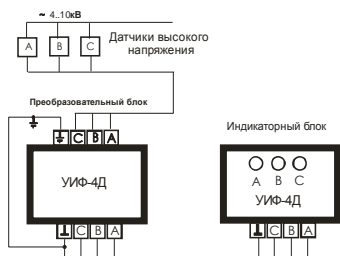 ~ 4..10кВ
A B C
Датчики высокого
напряжения
Преобразовательный блок
C B A
УИФ-4Д
C B A
Индикаторный блок
A B C
УИФ-4Д
C B A